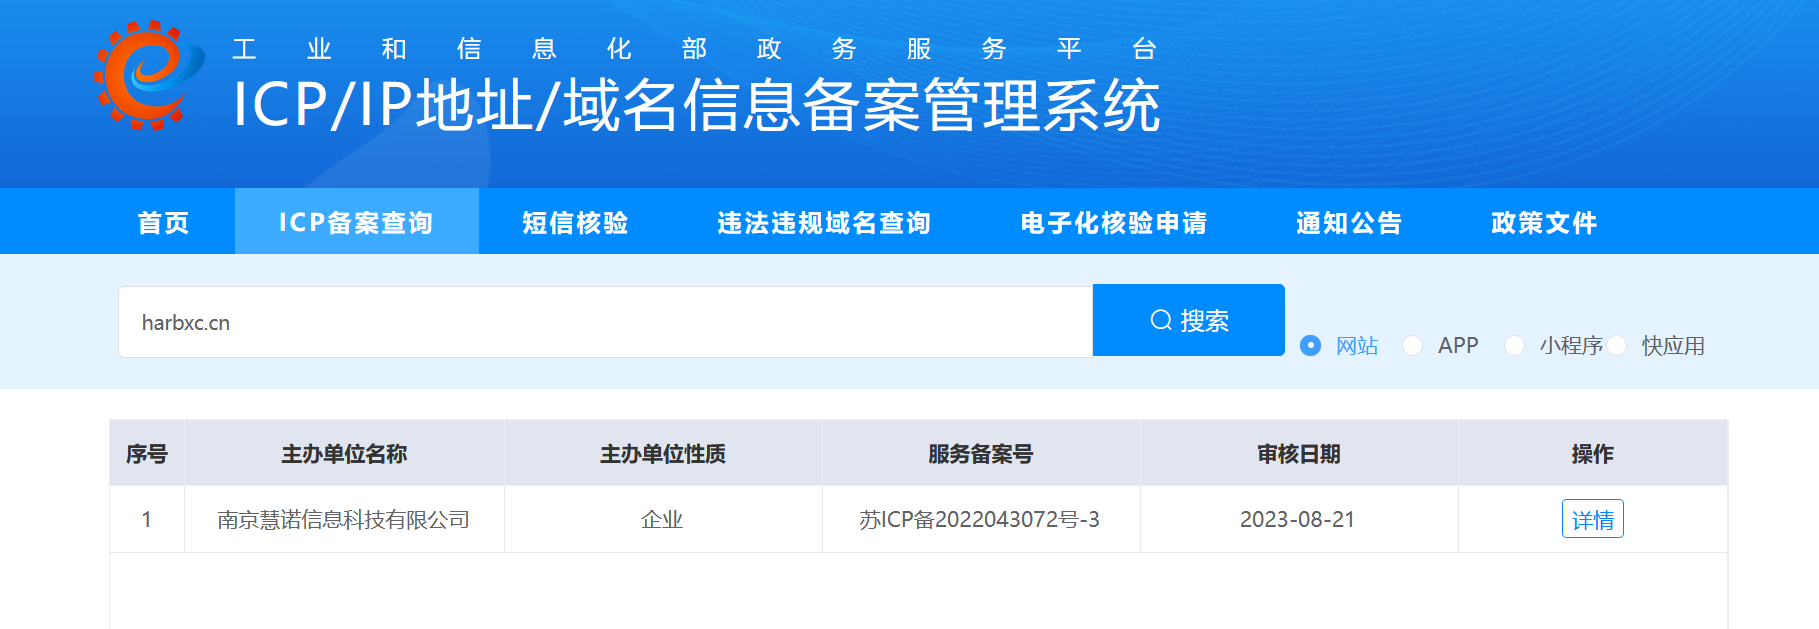 工业和信息化部政务服务平台
ICP/IP地址/域名信息备案管理系统
首页 ICP备案查询 短信核验 违法违规域名查询 电子化核验申请 通知公告 政策文件
harbxc.cn 搜索 网站 APP 小程序 快应用
序号 主办单位名称 主办单位性质 服务备案号 审核日期 操作
1 南京慧诺信息科技有限公司 企业 苏ICP备2022043072号-3 2023-08-21 详情